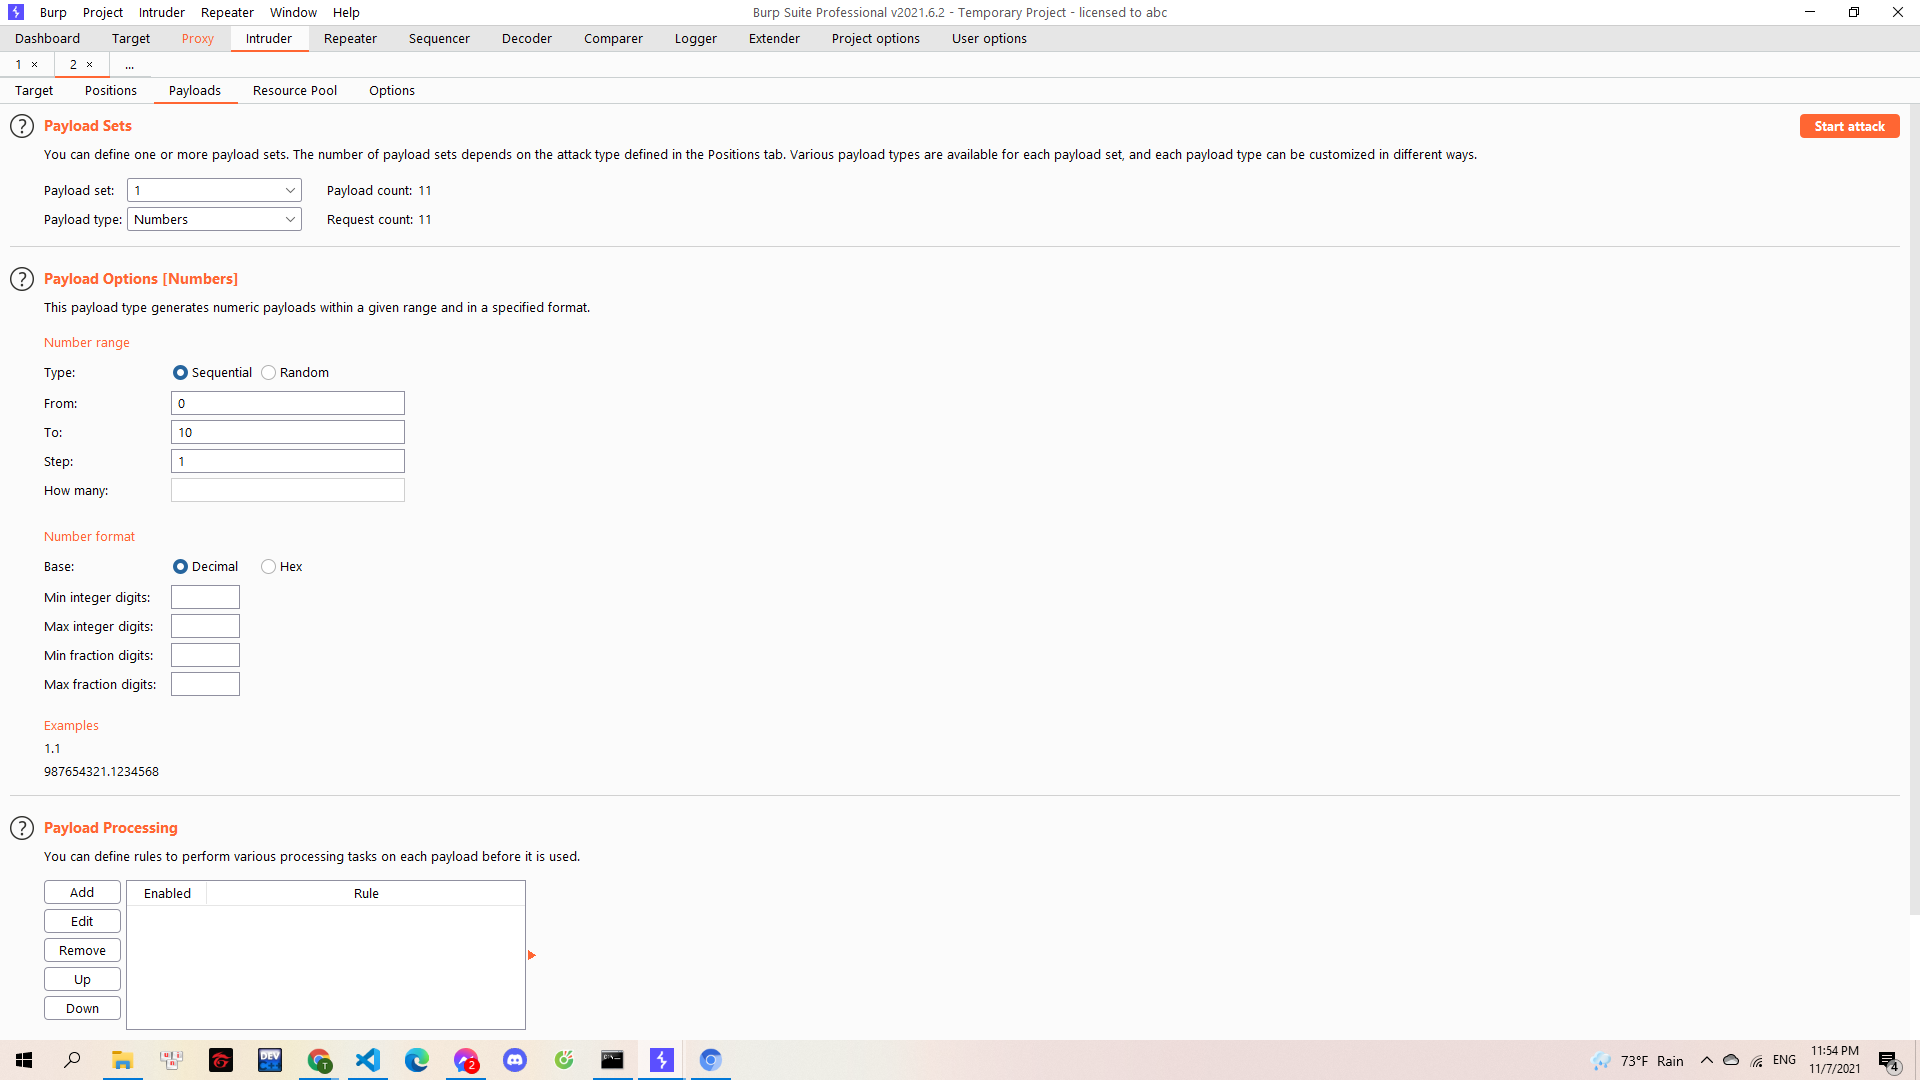 Burp Project Intruder Repeater Window Help
Burp Suite Professional v2021.6.2 - Temporary Project - licensed to abc
Dashboard Target Proxy Intruder Repeater Sequencer Decoder Comparer Logger Extender Project options User options
1 × 2 × ...
Target Positions Payloads Resource Pool Options
? Payload Sets
Start attack
You can define one or more payload sets. The number of payload sets depends on the attack type defined in the Positions tab. Various payload types are available for each payload set, and each payload type can be customized in different ways.
Payload set: 1 Payload count: 11
Payload type: Numbers Request count: 11
? Payload Options [Numbers]
This payload type generates numeric payloads within a given range and in a specified format.
Number range
Type: Sequential Random
From: 0
To: 10
Step: 1
How many:
Number format
Base: Decimal Hex
Min integer digits:
Max integer digits:
Min fraction digits:
Max fraction digits:
Examples
1.1
987654321.1234568
? Payload Processing
You can define rules to perform various processing tasks on each payload before it is used.
Add Enabled Rule
Edit
Remove
Up
Down
DEV
T
2
73°F Rain
ENG
11:54 PM
11/7/2021
4